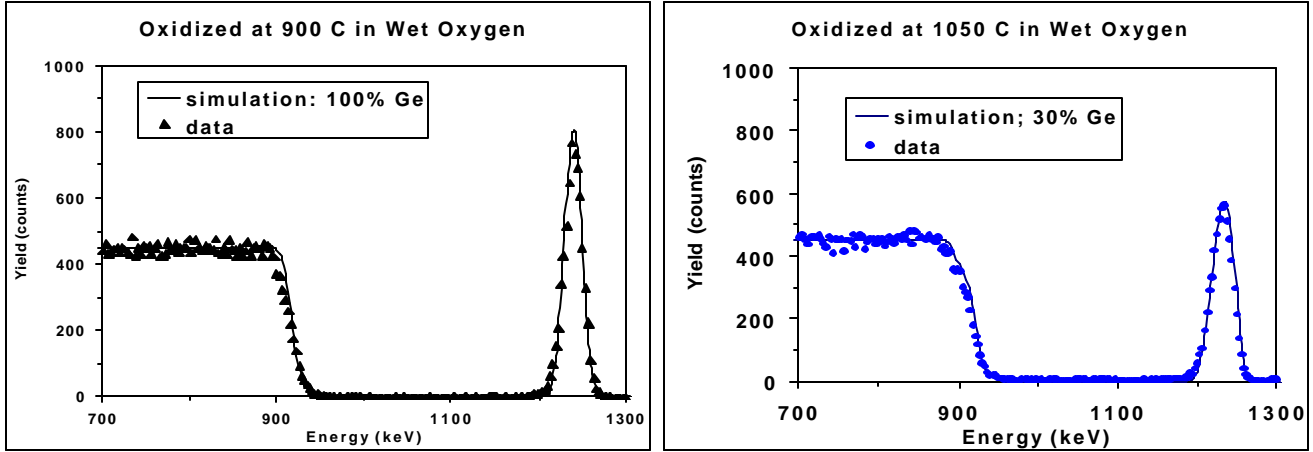 Oxidized at 900 C in Wet Oxygen
1000
800
600
400
200
0
Yield (counts)
simulation: 100% Ge
data
700
900
1100
1300
Energy (keV)
Oxidized at 1050 C in Wet Oxygen
1000
800
600
400
200
0
Yield (counts)
simulation; 30% Ge
data
700
900
1100
1300
Energy (keV)